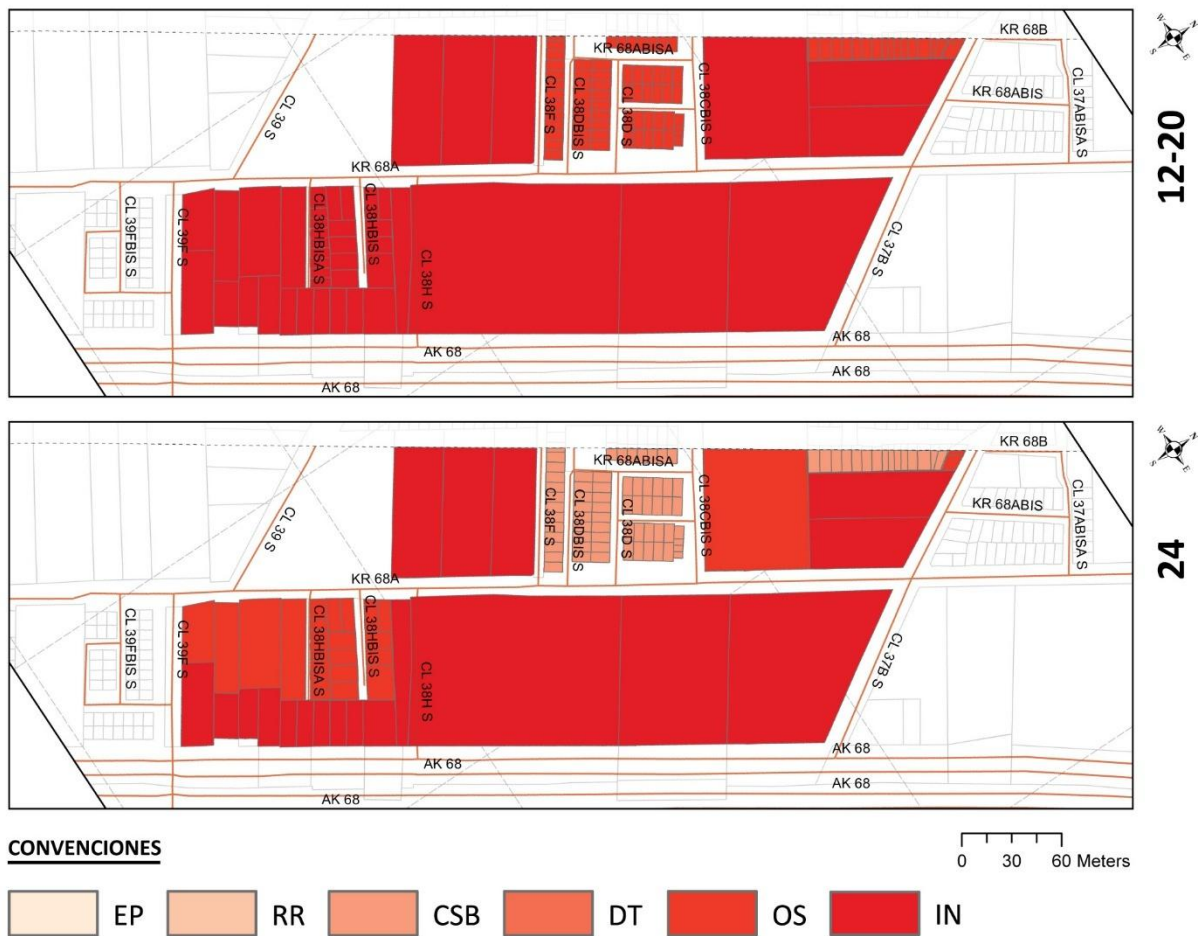 KR 68B
KR 68ABISA
CL 39 S
CL 38F S
CL 38DBIS S
CL 38D S
CL 38CBIS S
KR 68ABIS
CL 37ABISA S
KR 68A
CL 39FBIS S
CL 39F S
CL 38HBISA S
CL 38HBIS S
CL 38H S
CL 37B S
AK 68
AK 68
AK 68
AK 68
W N
S E
12-20
KR 68B
KR 68ABISA
CL 39 S
CL 38F S
CL 38DBIS S
CL 38D S
CL 38CBIS S
KR 68ABIS
CL 37ABISA S
KR 68A
CL 39FBIS S
CL 39F S
CL 38HBISA S
CL 38HBIS S
CL 38H S
CL 37B S
AK 68
AK 68
AK 68
AK 68
W N
S E
24
CONVENCIONES
0 30 60 Meters
EP RR CSB DT OS IN